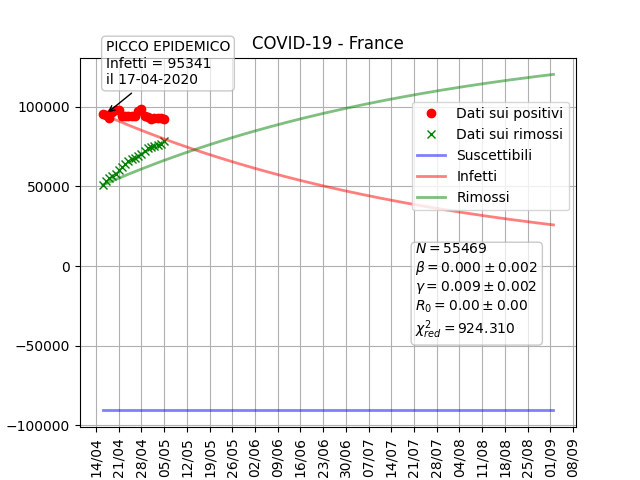 COVID-19 - France
PICCO EPIDEMICO
Infetti = 95341
il 17-04-2020
100000
50000
0
−50000
−100000
Dati sui positivi
Dati sui rimossi
Suscettibili
Infetti
Rimossi
N = 55469
β = 0.000 ± 0.002
γ = 0.009 ± 0.002
R₀ = 0.00 ± 0.00
χ²red = 924.310
14/04
21/04
28/04
05/05
12/05
19/05
26/05
02/06
09/06
16/06
23/06
30/06
07/07
14/07
21/07
28/07
04/08
11/08
18/08
25/08
01/09
08/09